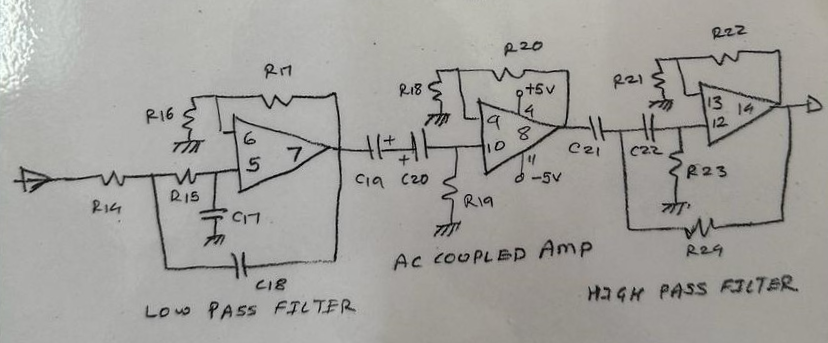 R22
R20
R17
R18
+5V
R21
R16
6
5
7
9
10
4
8
11
13
12
14
C19
+
+
C20
C21
C22
R23
R14
R15
C17
R19
-5V
C18
R24
LOW PASS FILTER
AC COUPLED AMP
HIGH PASS FILTER